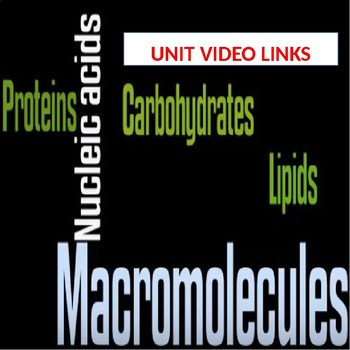 UNIT VIDEO LINKS
Proteins
Nucleic acids
Carbohydrates
Lipids
Macromolecules